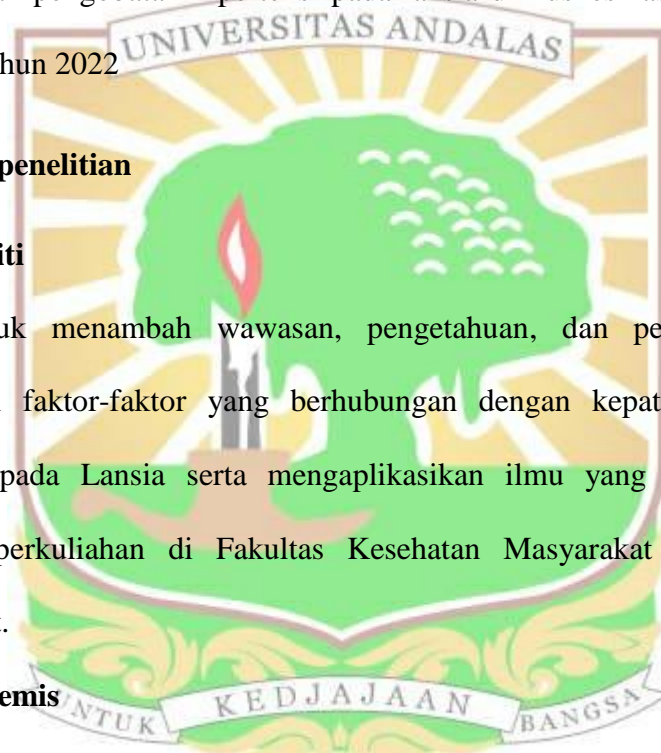 UNIVERSITAS ANDALAS
hun 2022
penelitian
iti
uk menambah wawasan, pengetahuan, dan pe
faktor-faktor yang berhubungan dengan kepat
pada Lansia serta mengaplikasikan ilmu yang
perkuliahan di Fakultas Kesehatan Masyarakat
emis
UNTUK KEDJAJAAN BANGSA